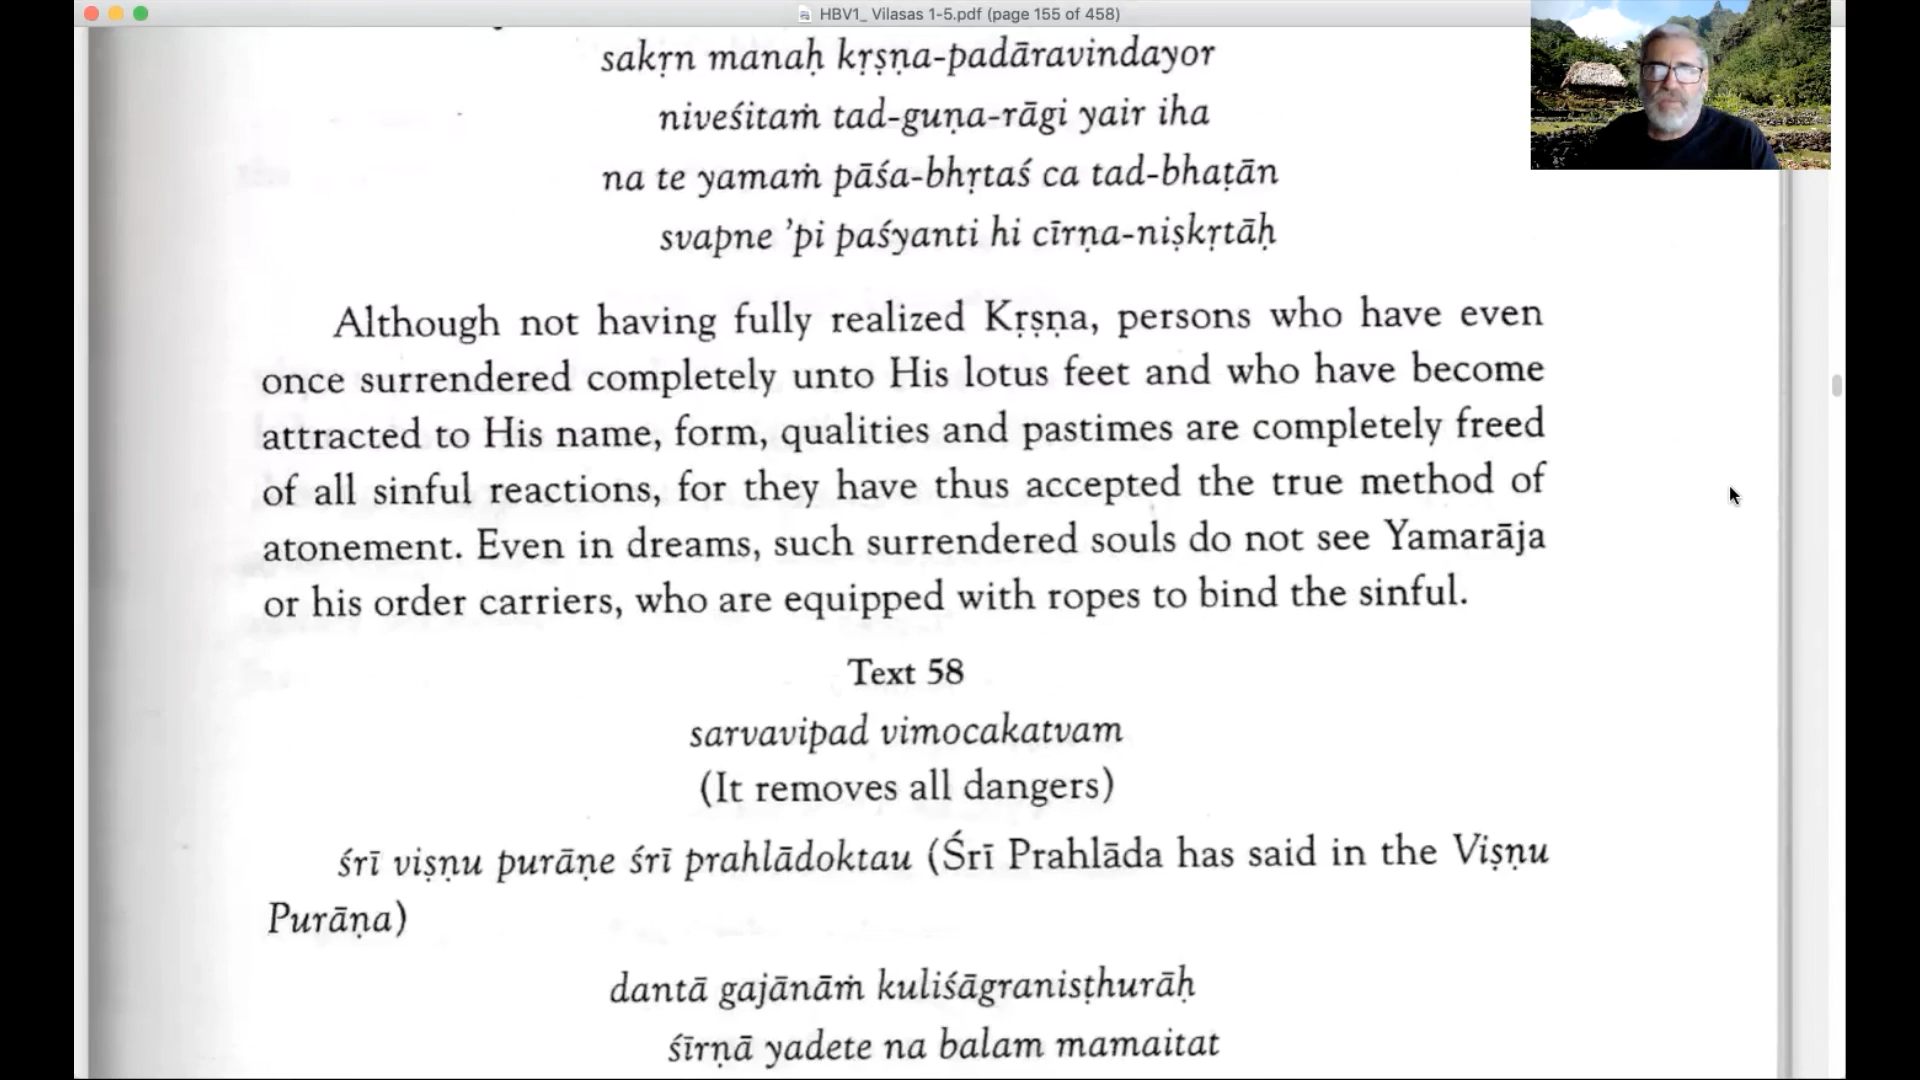 HBV1_ Vilasas 1-5.pdf (page 155 of 458)
sakṛn manaḥ kṛṣṇa-padāravindayor
niveśitaṁ tad-guṇa-rāgi yair iha
na te yamaṁ pāśa-bhṛtaś ca tad-bhaṭān
svapne ’pi paśyanti hi cīrṇa-niṣkṛtāḥ
Although not having fully realized Kṛṣṇa, persons who have even
once surrendered completely unto His lotus feet and who have become
attracted to His name, form, qualities and pastimes are completely freed
of all sinful reactions, for they have thus accepted the true method of
atonement. Even in dreams, such surrendered souls do not see Yamarāja
or his order carriers, who are equipped with ropes to bind the sinful.
Text 58
sarvavipad vimocakatvam
(It removes all dangers)
śrī viṣṇu purāṇe śrī prahlādoktau (Śrī Prahlāda has said in the Viṣṇu
Purāṇa)
dantā gajānāṁ kuliśāgraniṣṭhurāḥ
śīrṇā yadete na balam mamaitat